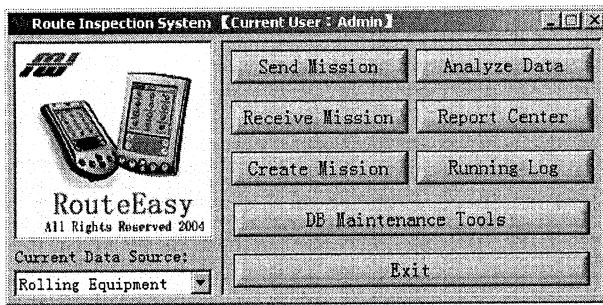 Route Inspection System 【Current User : Admin】
Send Mission
Analyze Data
Receive Mission
Report Center
Create Mission
Running Log
DB Maintenance Tools
Exit
RouteEasy
All Rights Reserved 2004
Current Data Source:
Rolling Equipment